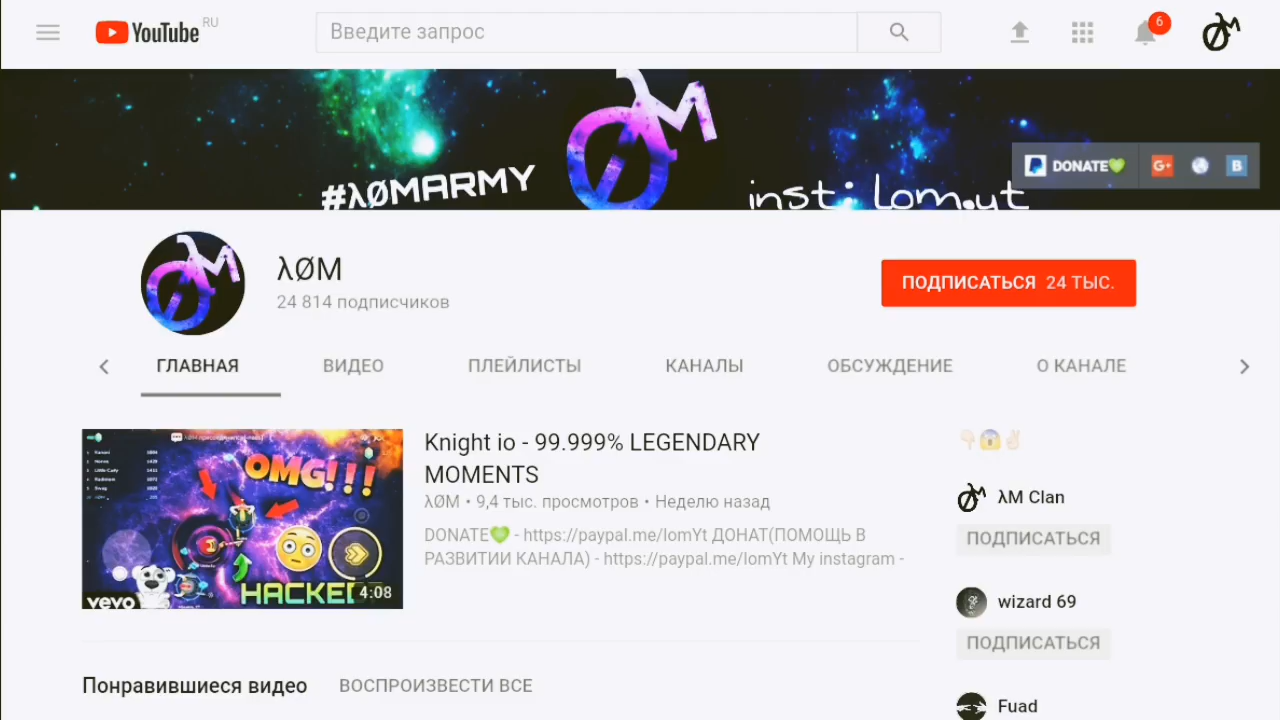 YouTube RU
Введите запрос
6
#λØMARMY
ØM
inst: lom.yt
DONATE💚
G+
B
λØM
24 814 подписчиков
ПОДПИСАТЬСЯ 24 ТЫС.
ГЛАВНАЯ ВИДЕО ПЛЕЙЛИСТЫ КАНАЛЫ ОБСУЖДЕНИЕ О КАНАЛЕ
OMG!!!
HACKED
4:08
vevo
Knight io - 99.999% LEGENDARY
MOMENTS
λØM • 9,4 тыс. просмотров • Неделю назад
DONATE💚 - https://paypal.me/lomYt ДОНАТ(ПОМОЩЬ В
РАЗВИТИИ КАНАЛА) - https://paypal.me/lomYt My instagram -
👇🏻😱✌🏻
λM Clan
ПОДПИСАТЬСЯ
wizard 69
ПОДПИСАТЬСЯ
Fuad
Понравившиеся видео ВОСПРОИЗВЕСТИ ВСЕ